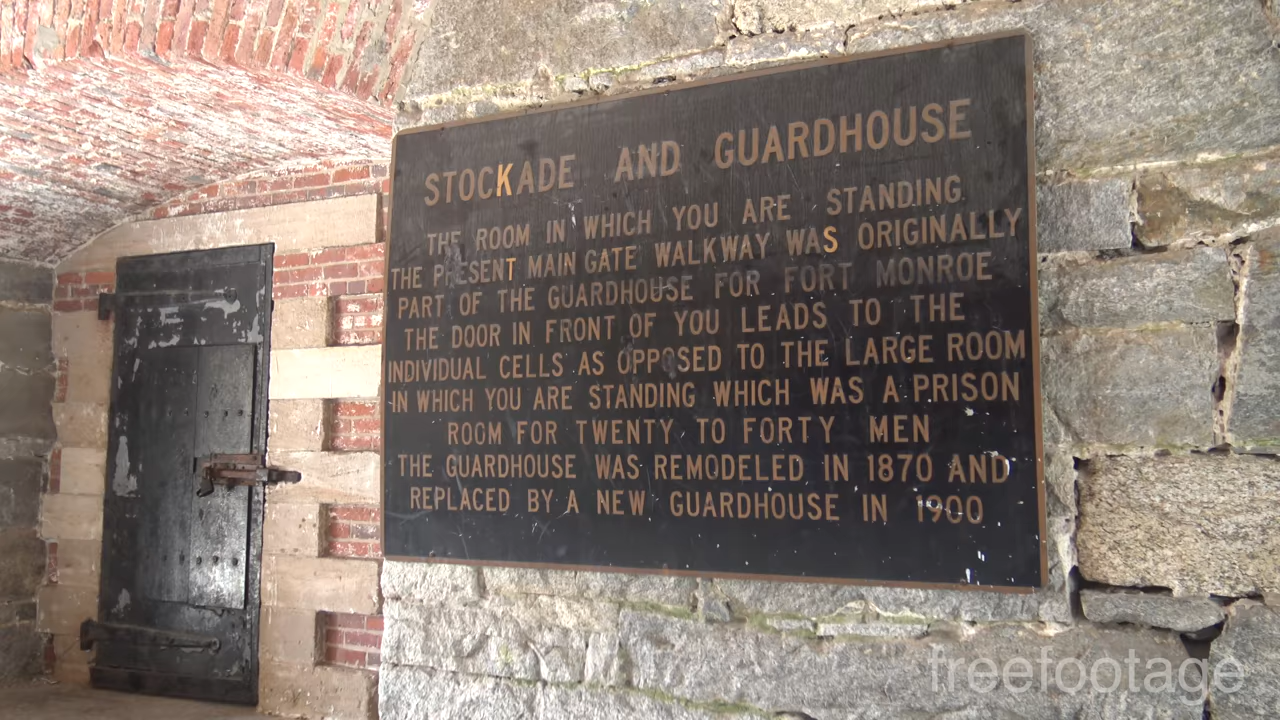 STOCKADE AND GUARDHOUSE
THE ROOM IN WHICH YOU ARE STANDING
THE PRESENT MAIN GATE WALKWAY WAS ORIGINALLY
PART OF THE GUARDHOUSE FOR FORT MONROE
THE DOOR IN FRONT OF YOU LEADS TO THE
INDIVIDUAL CELLS AS OPPOSED TO THE LARGE ROOM
IN WHICH YOU ARE STANDING WHICH WAS A PRISON
ROOM FOR TWENTY TO FORTY MEN
THE GUARDHOUSE WAS REMODELED IN 1870 AND
REPLACED BY A NEW GUARDHOUSE IN 1900
freefootage